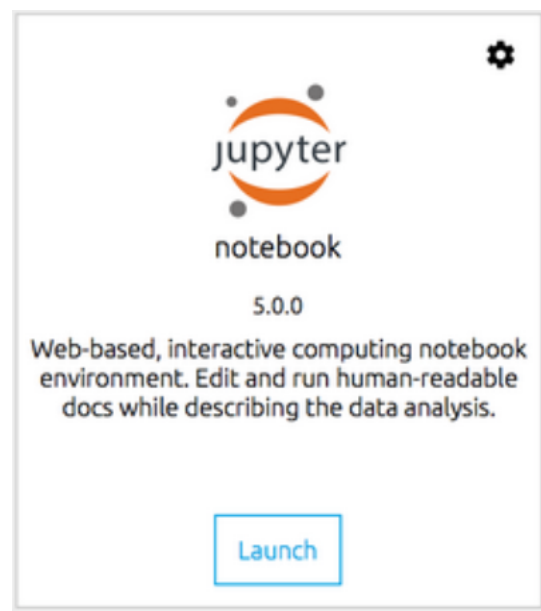 jupyter
notebook
5.0.0
Web-based, interactive computing notebook
environment. Edit and run human-readable
docs while describing the data analysis.
Launch